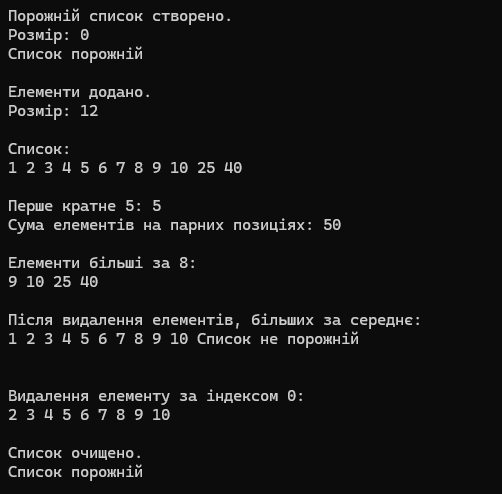 Порожній список створено.
Розмір: 0
Список порожній
Елементи додано.
Розмір: 12
Список:
1 2 3 4 5 6 7 8 9 10 25 40
Перше кратне 5: 5
Сума елементів на парних позиціях: 50
Елементи більші за 8:
9 10 25 40
Після видалення елементів, більших за середнє:
1 2 3 4 5 6 7 8 9 10 Список не порожній
Видалення елементу за індексом 0:
2 3 4 5 6 7 8 9 10
Список очищено.
Список порожній